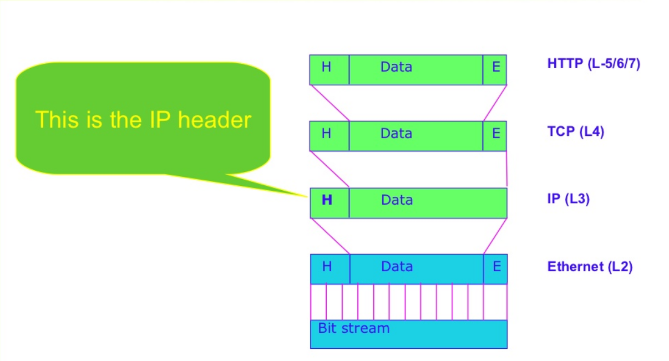 H Data E HTTP (L-5/6/7)
This is the IP header
H Data E TCP (L4)
H Data IP (L3)
H Data E Ethernet (L2)
Bit stream